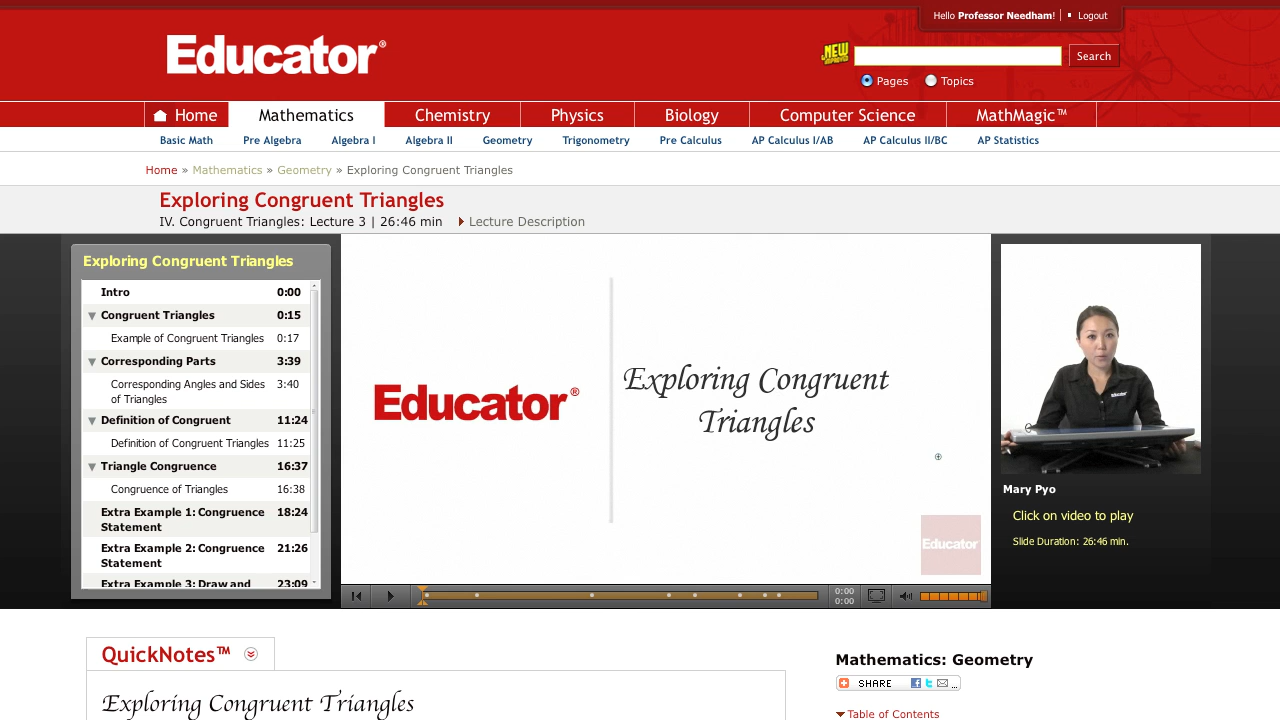 Hello Professor Needham! Logout
Educator®
NEW
Search
Pages Topics
Home Mathematics Chemistry Physics Biology Computer Science MathMagic™
Basic Math Pre Algebra Algebra I Algebra II Geometry Trigonometry Pre Calculus AP Calculus I/AB AP Calculus II/BC AP Statistics
Home » Mathematics » Geometry » Exploring Congruent Triangles
Exploring Congruent Triangles
IV. Congruent Triangles: Lecture 3 | 26:46 min Lecture Description
Exploring Congruent Triangles
Intro 0:00
Congruent Triangles 0:15
Example of Congruent Triangles 0:17
Corresponding Parts 3:39
Corresponding Angles and Sides 3:40
of Triangles
Definition of Congruent 11:24
Definition of Congruent Triangles 11:25
Triangle Congruence 16:37
Congruence of Triangles 16:38
Extra Example 1: Congruence 18:24
Statement
Extra Example 2: Congruence 21:26
Statement
Extra Example 3: Draw and 23:09
Educator®
Exploring Congruent
Triangles
Educator
0:00
0:00
Mary Pyo
Click on video to play
Slide Duration: 26:46 min.
QuickNotes™
Exploring Congruent Triangles
Mathematics: Geometry
SHARE ...
Table of Contents